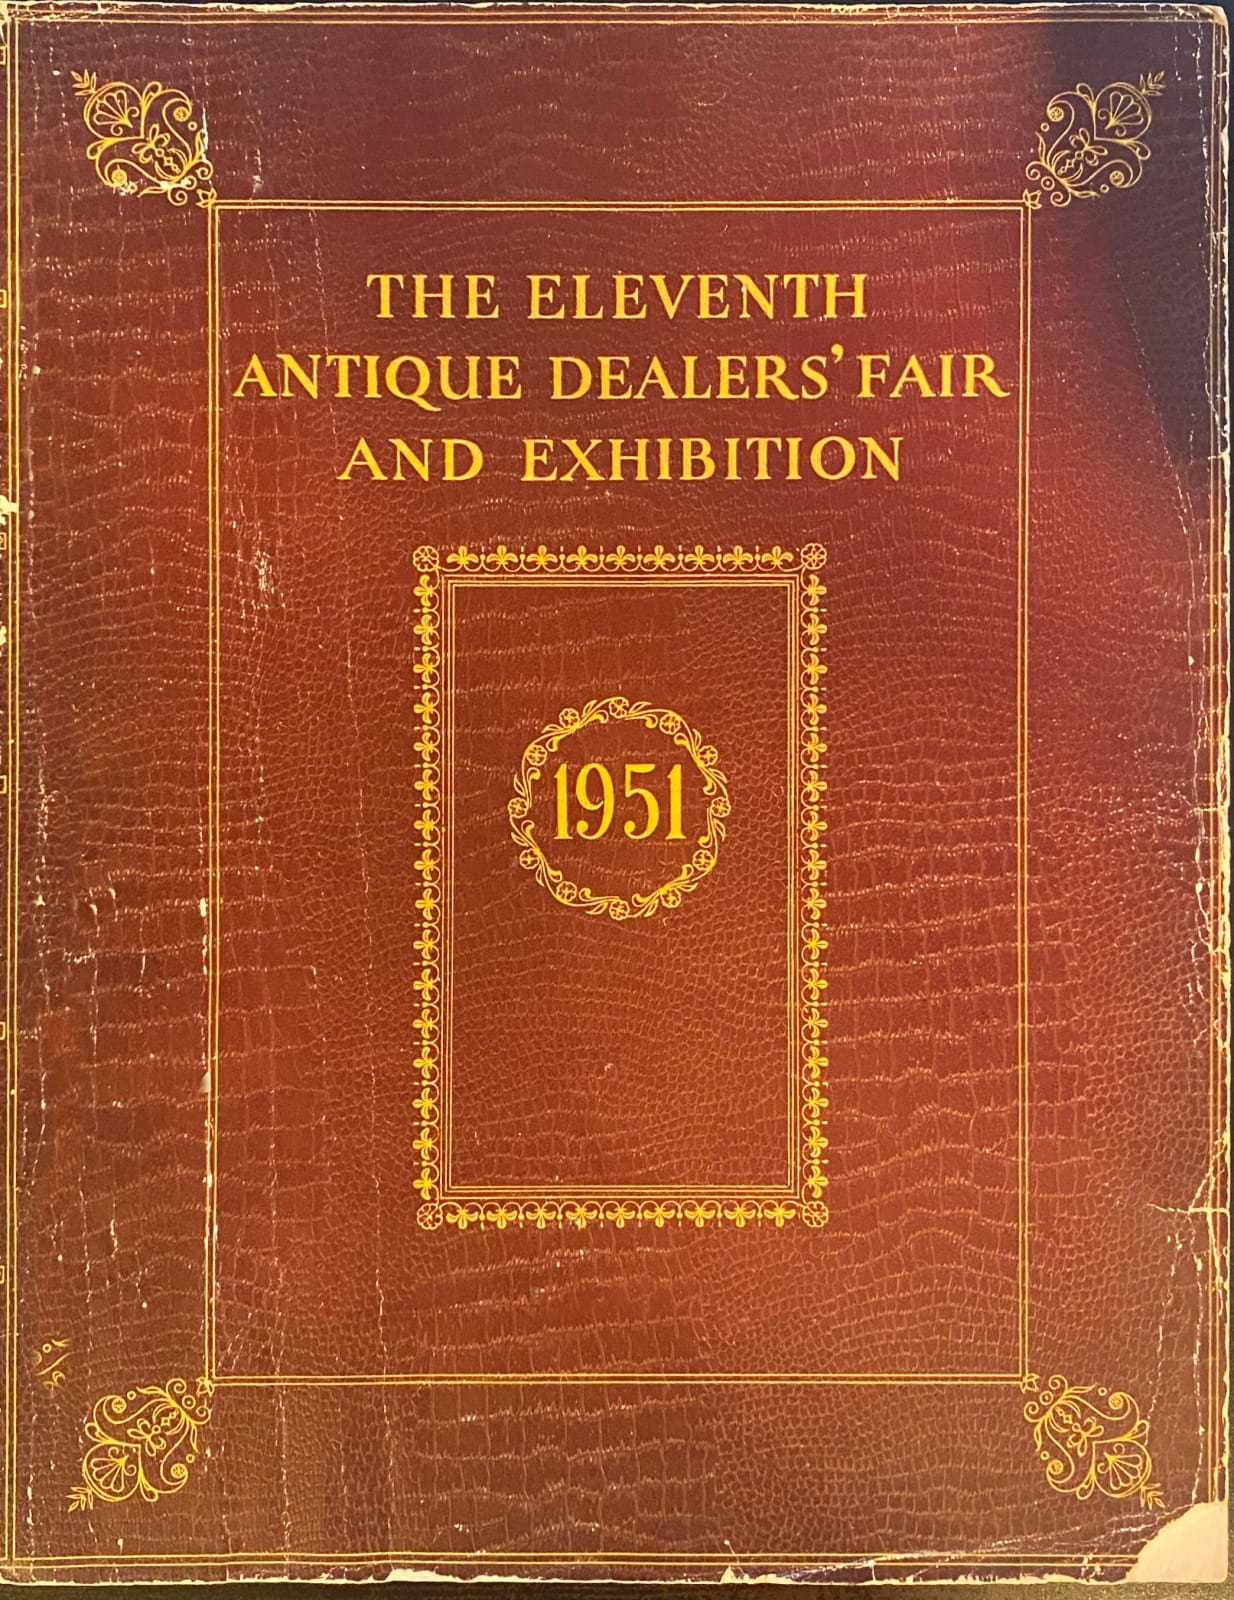 THE ELEVENTH
ANTIQUE DEALERS' FAIR
AND EXHIBITION
1951